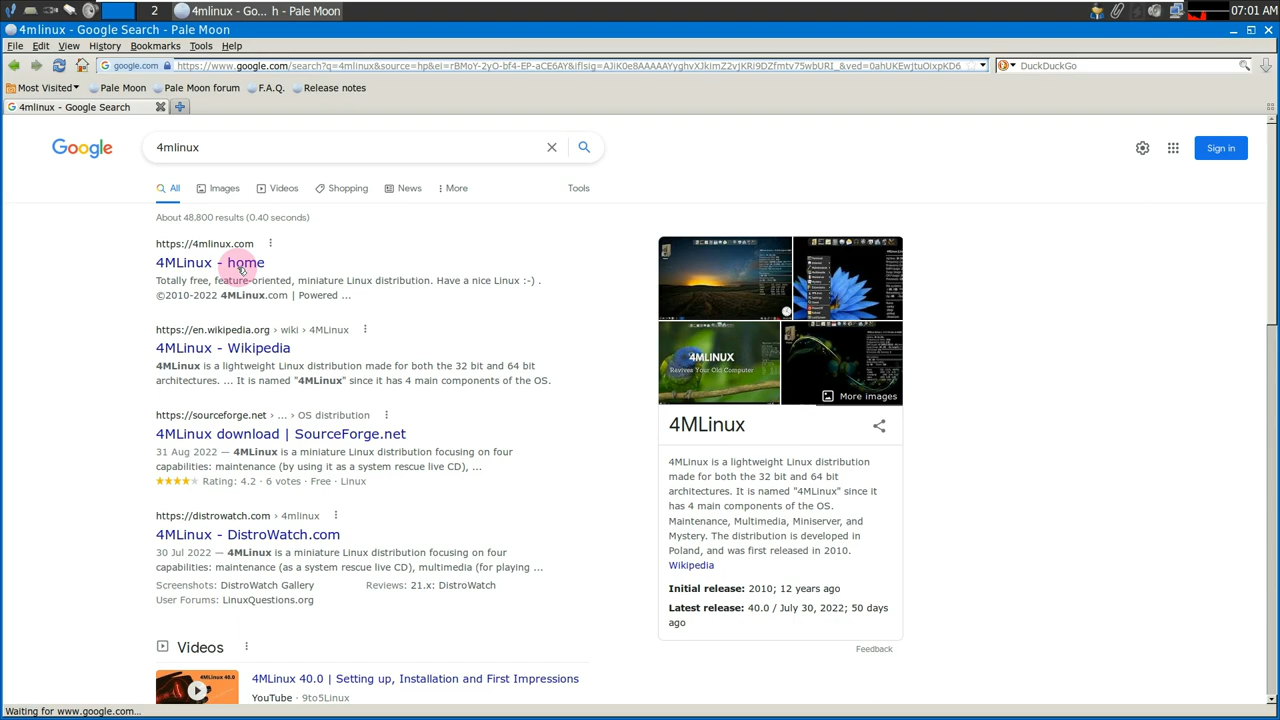 2
4mlinux - Go... h - Pale Moon
07:01 AM
4mlinux - Google Search - Pale Moon
File Edit View History Bookmarks Tools Help
google.com
DuckDuckGo
Most Visited Pale Moon Pale Moon forum F.A.Q. Release notes
4mlinux - Google Search
Google
4mlinux
Sign in
All Images Videos Shopping News More Tools
About 48,800 results (0.40 seconds)
https://4mlinux.com
4MLinux - home
Totally free, feature-oriented, miniature Linux distribution. Have a nice Linux :-) .
©2010-2022 4MLinux.com | Powered ...
https://en.wikipedia.org › wiki › 4MLinux
4MLinux - Wikipedia
4MLinux is a lightweight Linux distribution made for both the 32 bit and 64 bit
architectures. ... It is named "4MLinux" since it has 4 main components of the OS.
https://sourceforge.net › ... › OS distribution
4MLinux download | SourceForge.net
31 Aug 2022 — 4MLinux is a miniature Linux distribution focusing on four
capabilities: maintenance (by using it as a system rescue live CD), ...
Rating: 4.2 · 6 votes · Free · Linux
https://distrowatch.com › 4mlinux
4MLinux - DistroWatch.com
30 Jul 2022 — 4MLinux is a miniature Linux distribution focusing on four
capabilities: maintenance (as a system rescue live CD), multimedia (for playing ...
Screenshots: DistroWatch Gallery Reviews: 21.x: DistroWatch
User Forums: LinuxQuestions.org
Videos
4MLinux 40.0
4MLinux 40.0 | Setting up, Installation and First Impressions
YouTube · 9to5Linux
4MLINUX
Revives Your Old Computer
More images
4MLinux
4MLinux is a lightweight Linux distribution
made for both the 32 bit and 64 bit
architectures. It is named "4MLinux" since it
has 4 main components of the OS.
Maintenance, Multimedia, Miniserver, and
Mystery. The distribution is developed in
Poland, and was first released in 2010.
Wikipedia
Initial release: 2010; 12 years ago
Latest release: 40.0 / July 30, 2022; 50 days
ago
Feedback
Waiting for www.google.com...